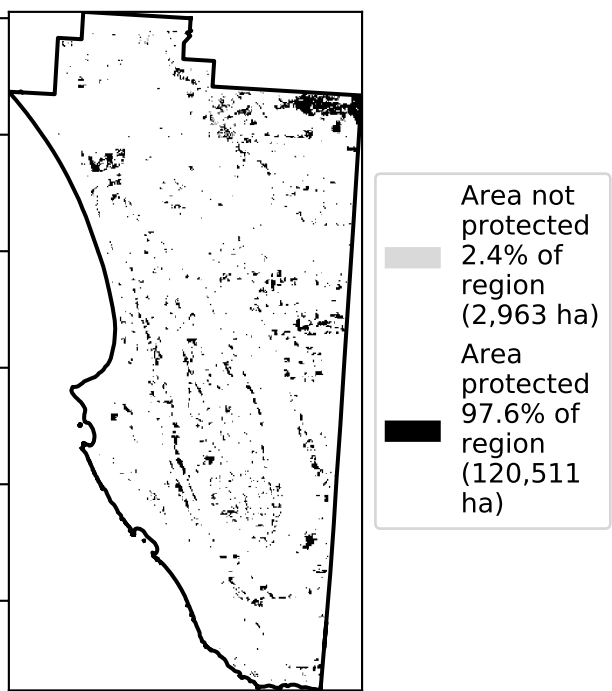 Area not
protected
2.4% of
region
(2,963 ha)
Area
protected
97.6% of
region
(120,511
ha)